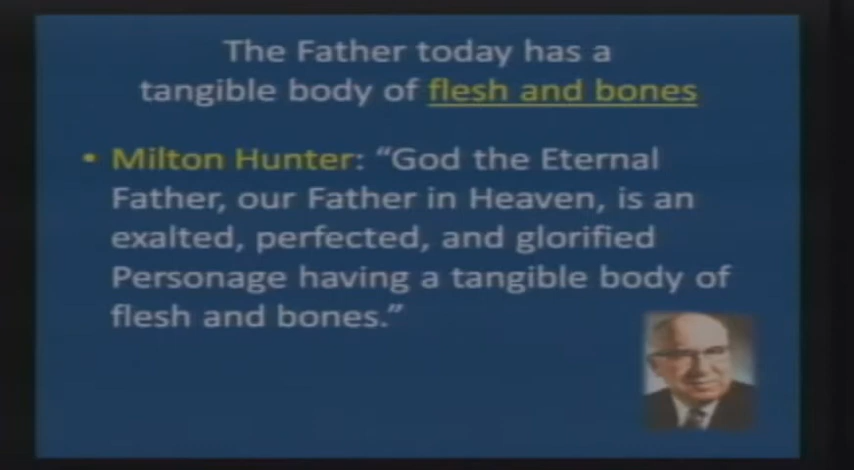 The Father today has a
tangible body of flesh and bones
• Milton Hunter: “God the Eternal
Father, our Father in Heaven, is an
exalted, perfected, and glorified
Personage having a tangible body of
flesh and bones.”